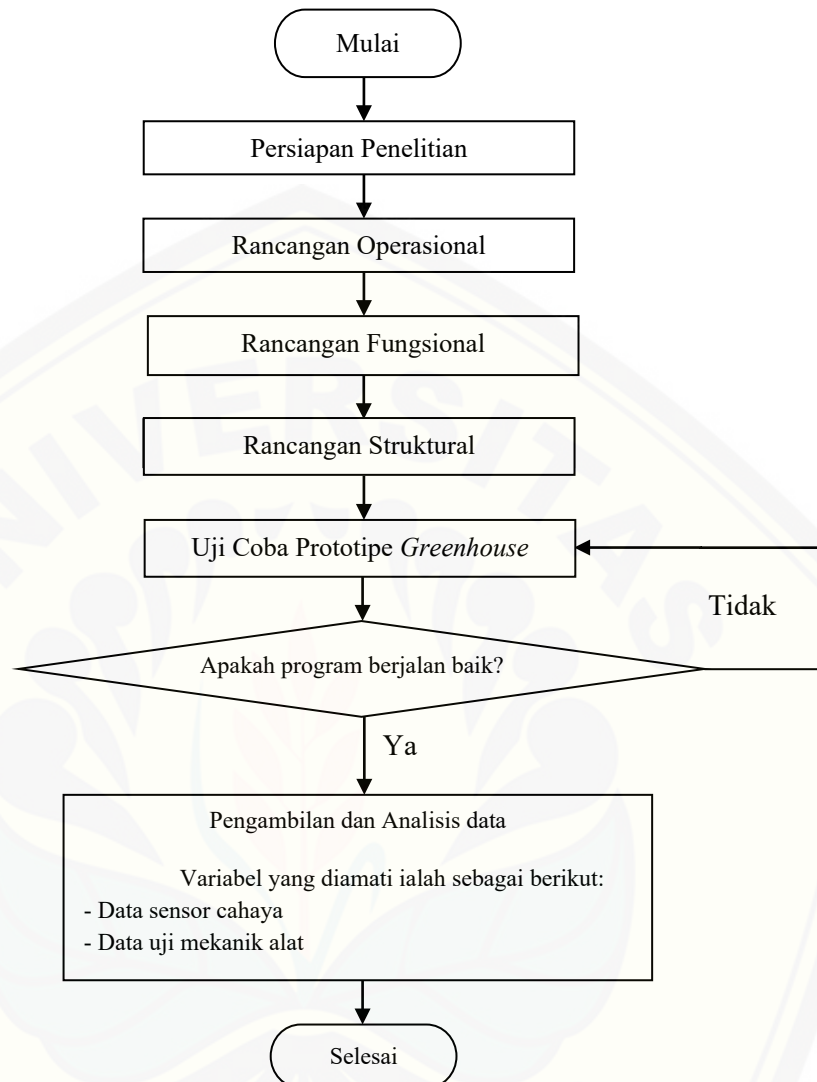 Mulai
Persiapan Penelitian
Rancangan Operasional
Rancangan Fungsional
Rancangan Struktural
Uji Coba Prototipe Greenhouse
Tidak
Apakah program berjalan baik?
Ya
Pengambilan dan Analisis data
Variabel yang diamati ialah sebagai berikut:
- Data sensor cahaya
- Data uji mekanik alat
Selesai
UNIVERSITAS